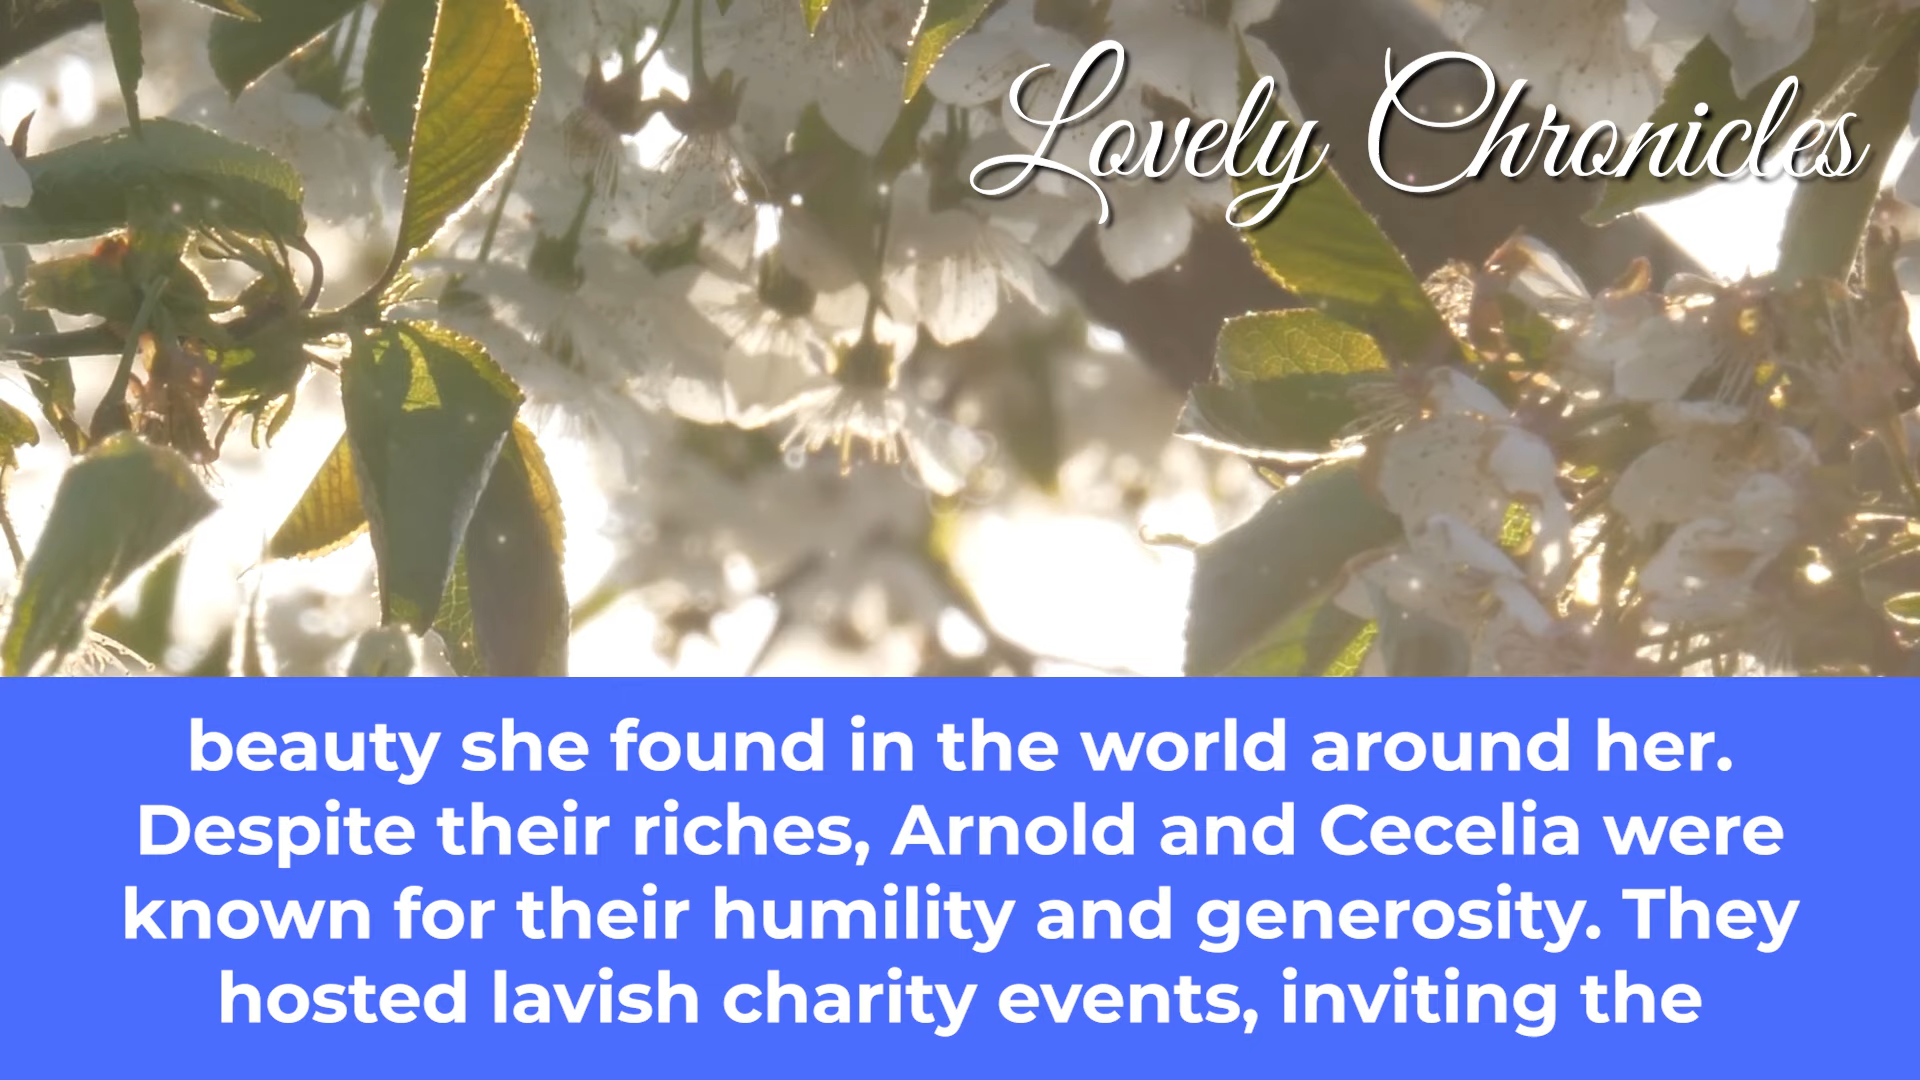 Lovely Chronicles
beauty she found in the world around her.
Despite their riches, Arnold and Cecelia were
known for their humility and generosity. They
hosted lavish charity events, inviting the